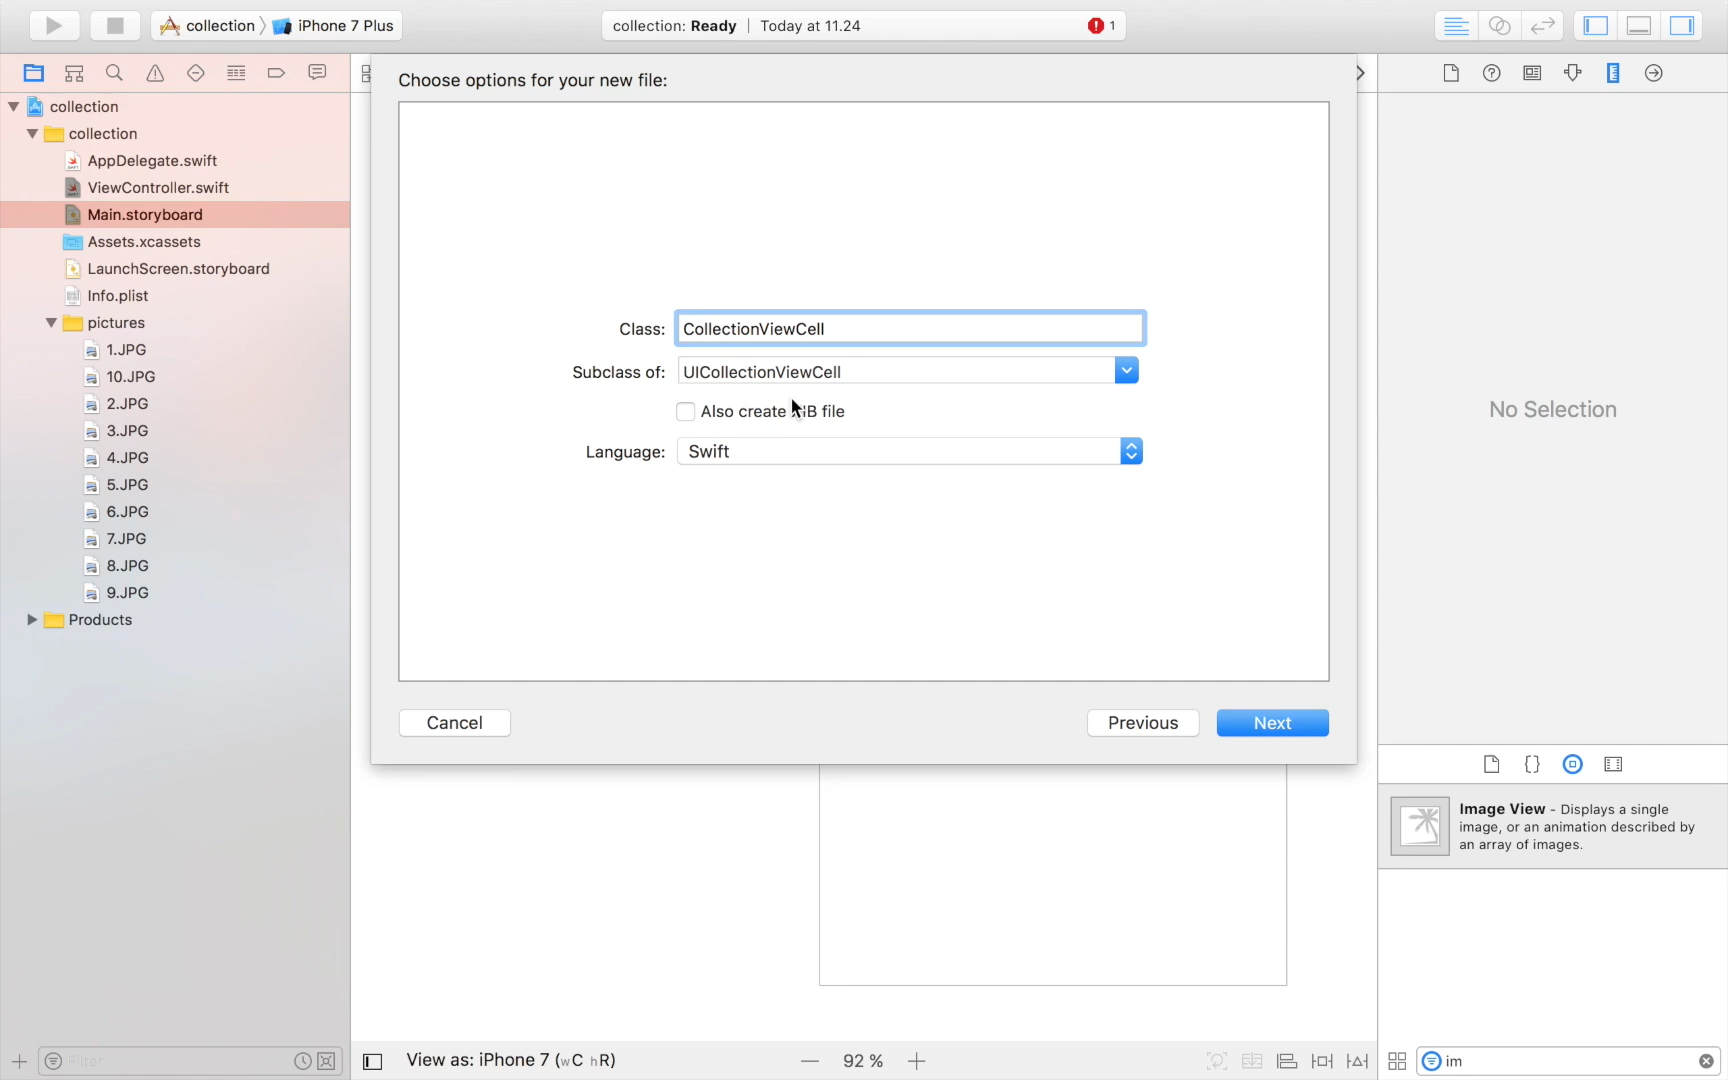 collection
iPhone 7 Plus
collection: Ready
Today at 11.24
1
Choose options for your new file:
collection
collection
AppDelegate.swift
ViewController.swift
Main.storyboard
Assets.xcassets
LaunchScreen.storyboard
Info.plist
pictures
1.JPG
10.JPG
2.JPG
3.JPG
4.JPG
5.JPG
6.JPG
7.JPG
8.JPG
9.JPG
Products
Filter
Class: CollectionViewCell
Subclass of: UICollectionViewCell
Also create XIB file
Language: Swift
Cancel
Previous
Next
View as: iPhone 7 (wC hR)
92 %
No Selection
Image View - Displays a single
image, or an animation described by
an array of images.
im